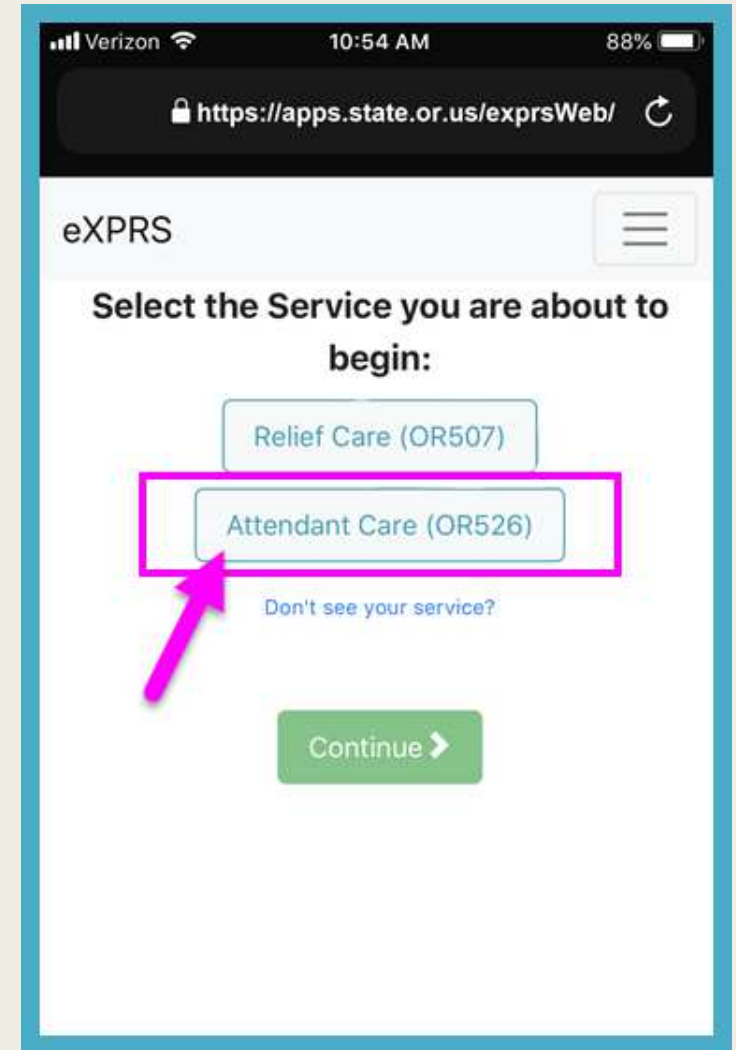 Verizon 10:54 AM 88%
https://apps.state.or.us/exprsWeb/
eXPRS
Select the Service you are about to
begin:
Relief Care (OR507)
Attendant Care (OR526)
Don't see your service?
Continue